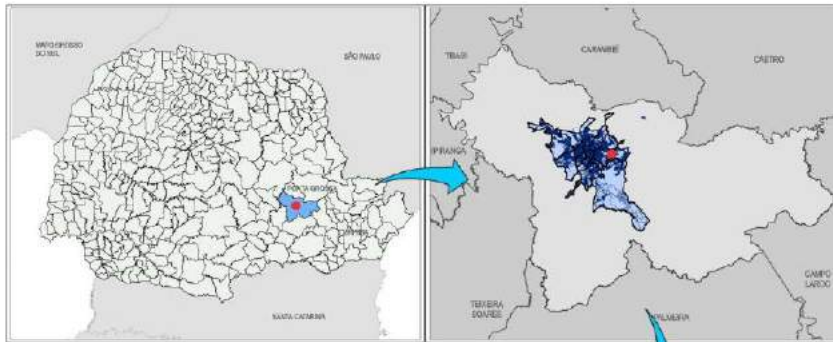 MATO GROSSO
DO SUL
SÃO PAULO
PONTA GROSSA
SANTA CATARINA
TIBAGI
CARAMBEÍ
CASTRO
IPIRANGA
TEIXEIRA
SOARES
PALMEIRA
CAMPO
LARGO